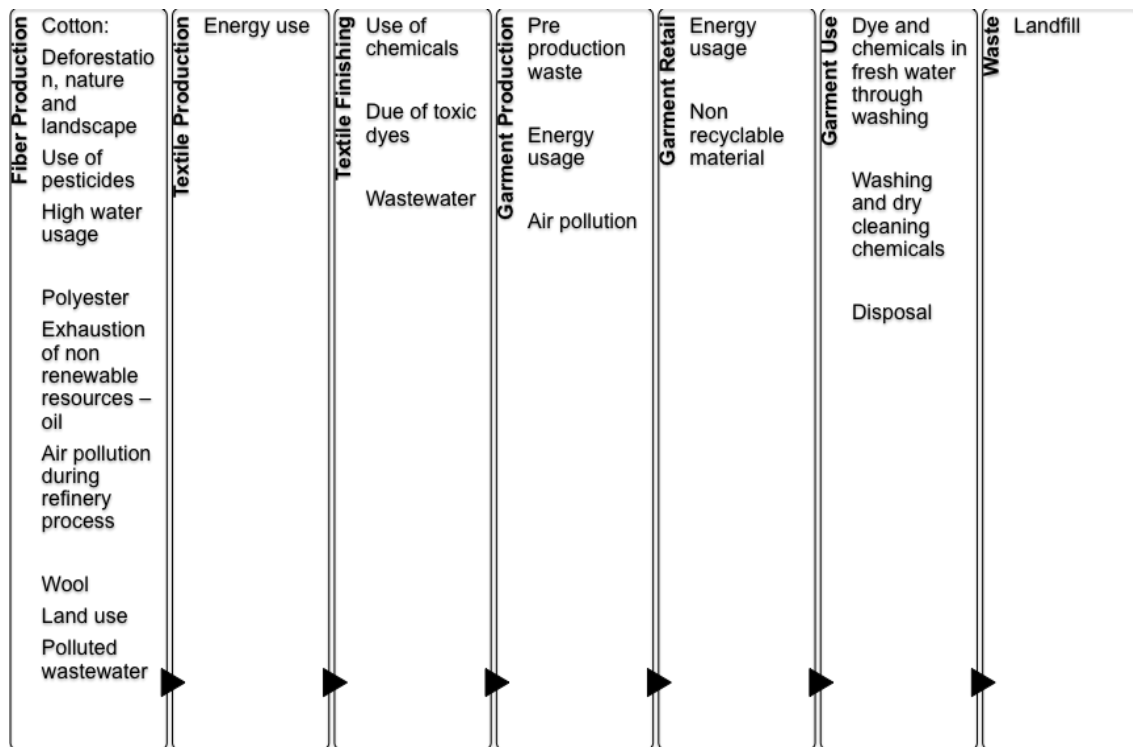 Fiber Production
Cotton:
Deforestatio
n, nature
and
landscape
Use of
pesticides
High water
usage
Polyester
Exhaustion
of non
renewable
resources –
oil
Air pollution
during
refinery
process
Wool
Land use
Polluted
wastewater
Textile Production
Energy use
Textile Finishing
Use of
chemicals
Due of toxic
dyes
Wastewater
Garment Production
Pre
production
waste
Energy
usage
Air pollution
Garment Retail
Energy
usage
Non
recyclable
material
Garment Use
Dye and
chemicals in
fresh water
through
washing
Washing
and dry
cleaning
chemicals
Disposal
Waste
Landfill